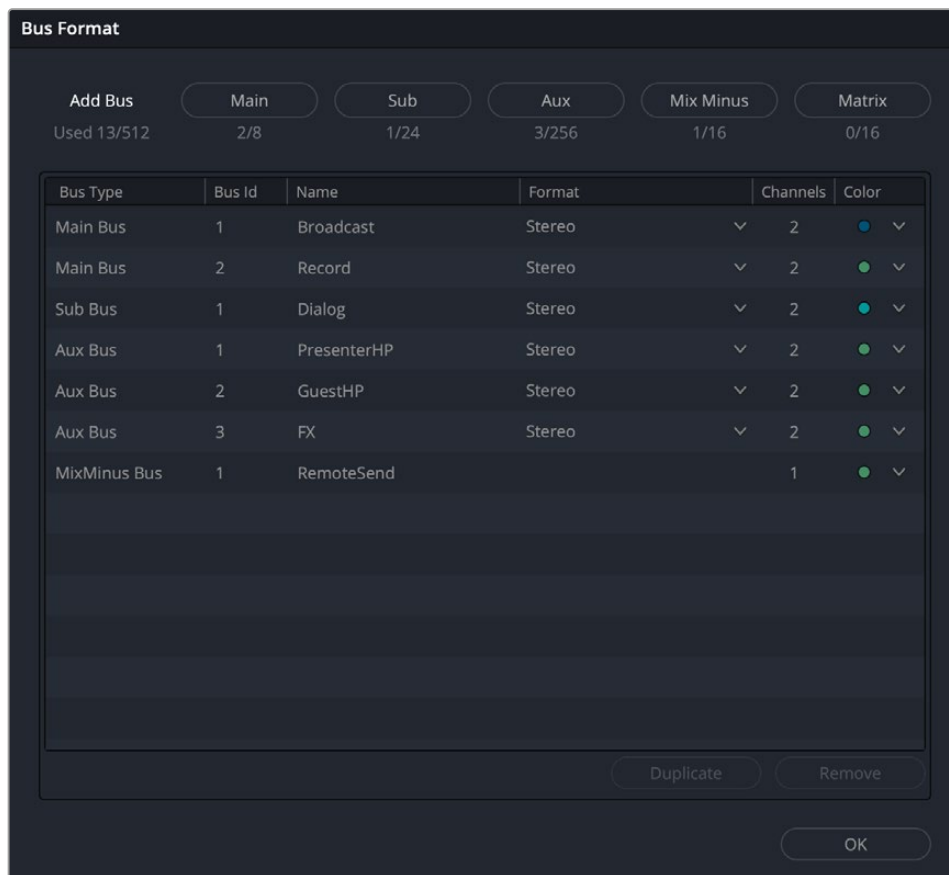 Bus Format
Add Bus Main Sub Aux Mix Minus Matrix
Used 13/512 2/8 1/24 3/256 1/16 0/16
Bus Type Bus Id Name Format Channels Color
Main Bus 1 Broadcast Stereo 2
Main Bus 2 Record Stereo 2
Sub Bus 1 Dialog Stereo 2
Aux Bus 1 PresenterHP Stereo 2
Aux Bus 2 GuestHP Stereo 2
Aux Bus 3 FX Stereo 2
MixMinus Bus 1 RemoteSend 1
Duplicate Remove
OK